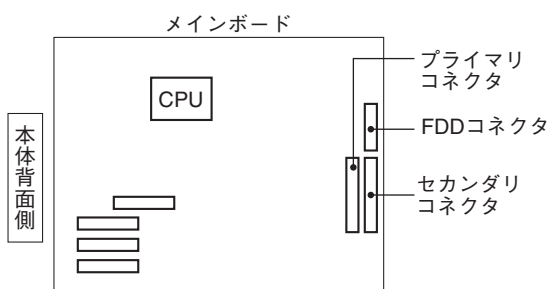 メインボード
プライマリ
コネクタ
CPU
FDDコネクタ
本体背面側
セカンダリ
コネクタ